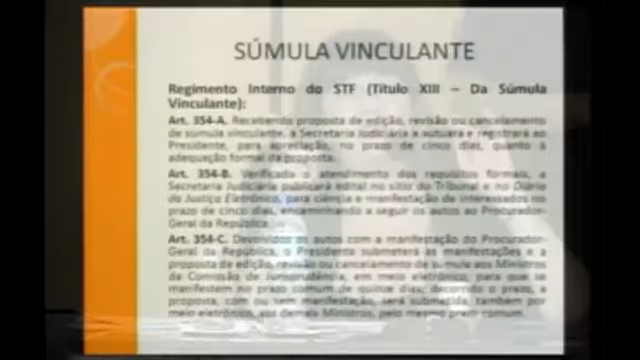 SÚMULA VINCULANTE
Regimento Interno do STF (Título XIII – Da Súmula
Vinculante):
Art. 354-A. Recebendo proposta de edição, revisão ou cancelamento
de súmula vinculante, a Secretaria Judiciária a autuará e registrará ao
Presidente, para apreciação, no prazo de cinco dias, quanto à
adequação formal da proposta.
Art. 354-B. Verificado o atendimento dos requisitos formais, a
Secretaria Judiciária publicará edital no sítio do Tribunal e no Diário
da Justiça Eletrônico, para ciência e manifestação de interessados no
prazo de cinco dias, encaminhando a seguir os autos ao Procurador-
Geral da República.
Art. 354-C. Devolvidos os autos com a manifestação do Procurador-
Geral da República, o Presidente submeterá as manifestações e a
proposta de edição, revisão ou cancelamento de súmula aos Ministros
da Comissão de Jurisprudência, em meio eletrônico, para que se
manifestem no prazo comum de quinze dias; decorrido o prazo, a
proposta, com ou sem manifestação, será submetida, também por
meio eletrônico, aos demais Ministros, pelo mesmo prazo comum.